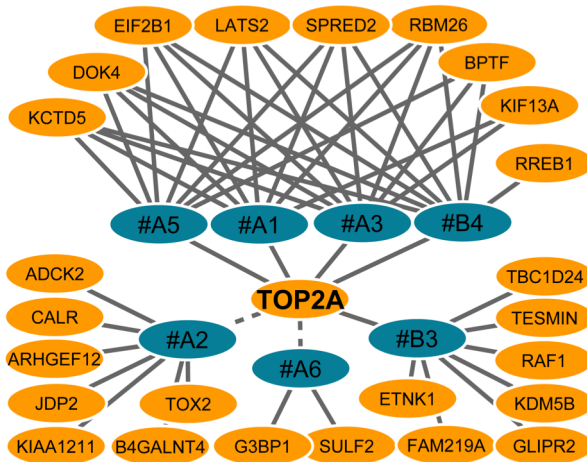 EIF2B1 LATS2 SPRED2 RBM26
DOK4 BPTF
KCTD5 KIF13A
RREB1
#A5 #A1 #A3 #B4
ADCK2 TOP2A TBC1D24
CALR TESMIN
#A2 #B3
ARHGEF12 RAF1
#A6
JDP2 TOX2 ETNK1 KDM5B
KIAA1211 B4GALNT4 G3BP1 SULF2 FAM219A GLIPR2